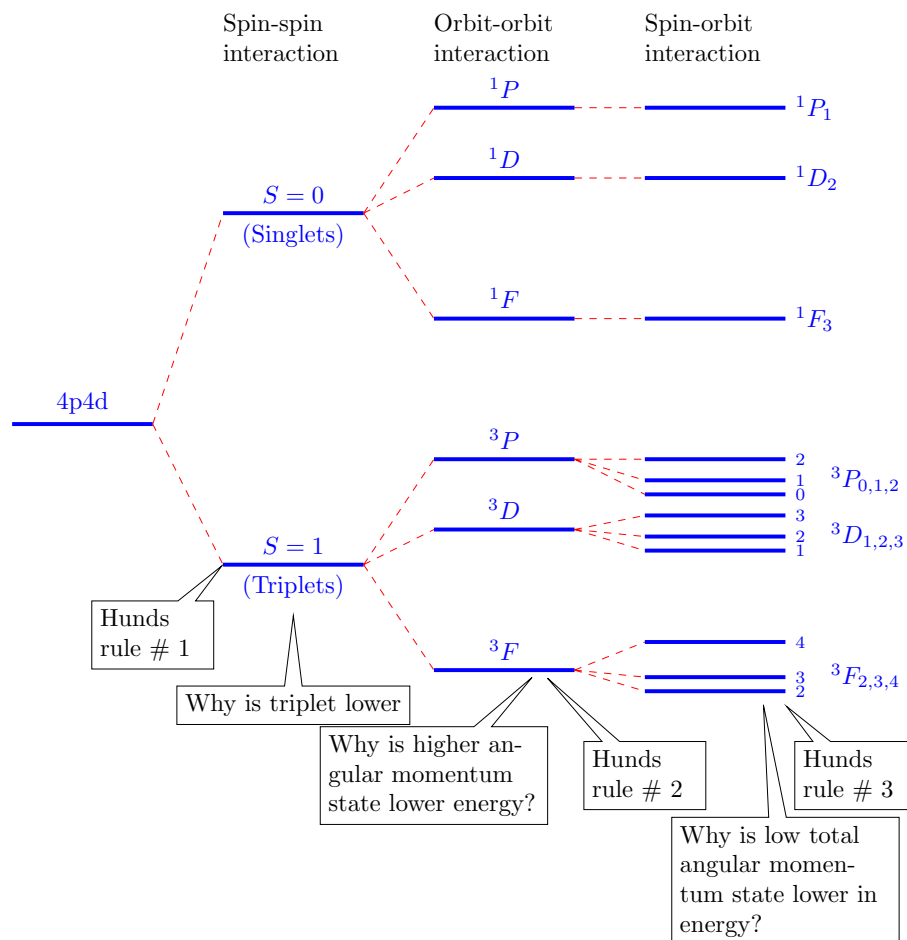 Spin-spin
interaction
Orbit-orbit
interaction
Spin-orbit
interaction
¹P
¹P₁
¹D
¹D₂
S = 0
(Singlets)
¹F
¹F₃
4p4d
³P
2
1
0
³P₀,₁,₂
³D
3
2
1
³D₁,₂,₃
S = 1
(Triplets)
Hunds
rule # 1
³F
4
3
2
³F₂,₃,₄
Why is triplet lower
Why is higher an-
gular momentum
state lower energy?
Hunds
rule # 2
Hunds
rule # 3
Why is low total
angular momen-
tum state lower in
energy?